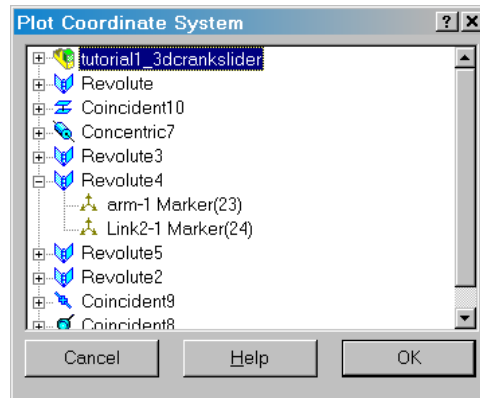 Plot Coordinate System
tutorial1_3dcrankslider
Revolute
Coincident10
Concentric7
Revolute3
Revolute4
arm-1 Marker(23)
Link2-1 Marker(24)
Revolute5
Revolute2
Coincident9
Coincident8
Cancel Help OK